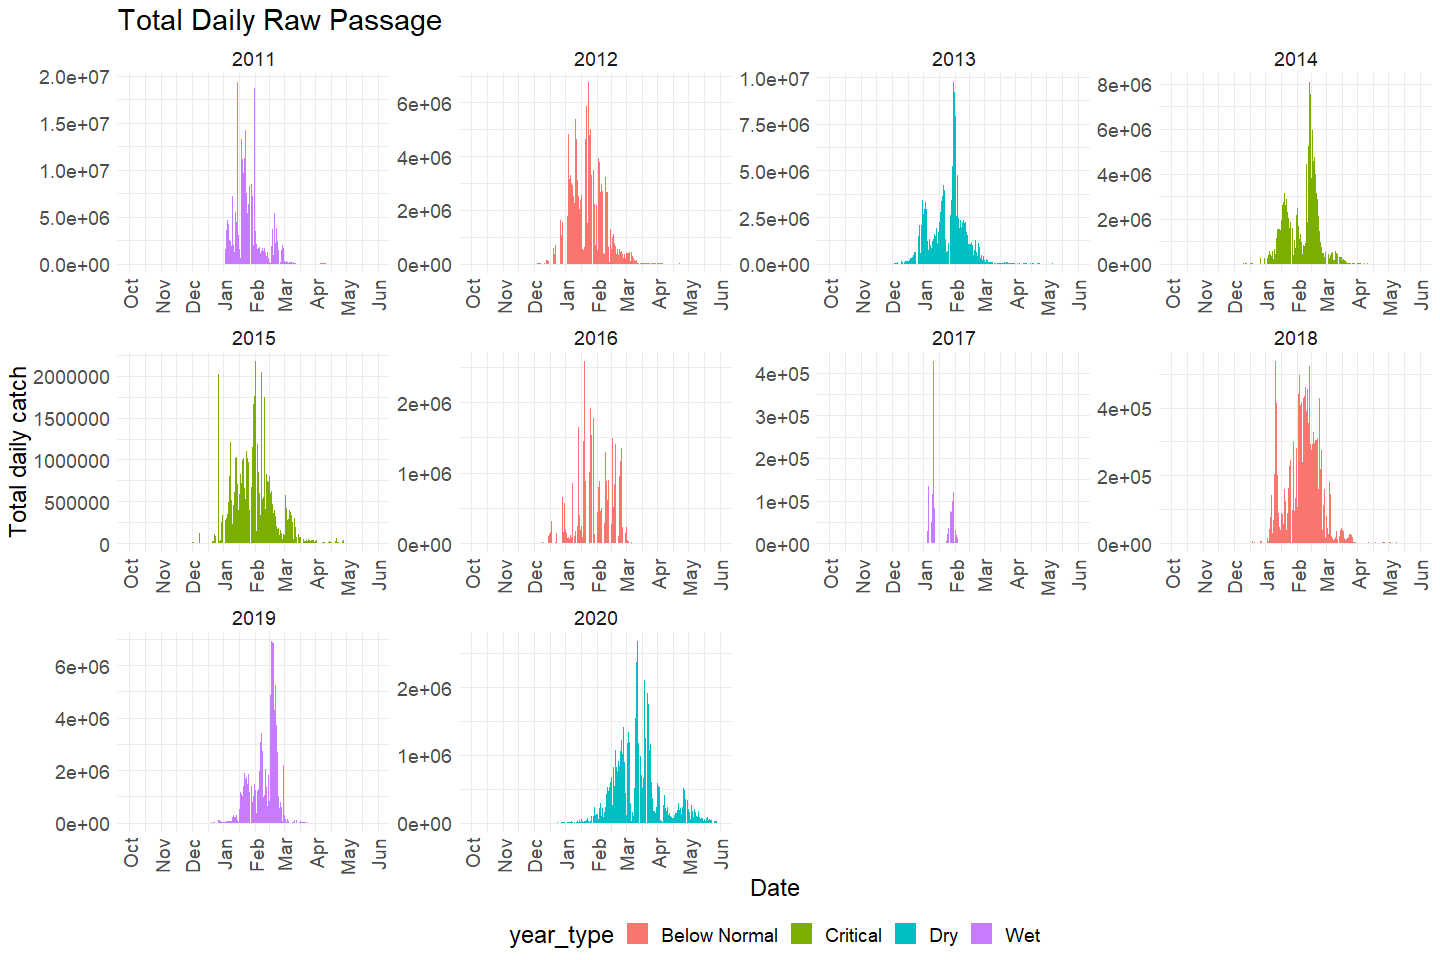 Total Daily Raw Passage
2011 2012 2013 2014
2.0e+07
1.5e+07
1.0e+07
5.0e+06
0.0e+00
6e+06
4e+06
2e+06
0e+00
1.0e+07
7.5e+06
5.0e+06
2.5e+06
0.0e+00
8e+06
6e+06
4e+06
2e+06
0e+00
Oct Nov Dec Jan Feb Mar Apr May Jun
Oct Nov Dec Jan Feb Mar Apr May Jun
Oct Nov Dec Jan Feb Mar Apr May Jun
Oct Nov Dec Jan Feb Mar Apr May Jun
Total daily catch
2015 2016 2017 2018
2000000
1500000
1000000
500000
0
2e+06
1e+06
0e+00
4e+05
3e+05
2e+05
1e+05
0e+00
4e+05
2e+05
0e+00
Oct Nov Dec Jan Feb Mar Apr May Jun
Oct Nov Dec Jan Feb Mar Apr May Jun
Oct Nov Dec Jan Feb Mar Apr May Jun
Oct Nov Dec Jan Feb Mar Apr May Jun
2019 2020
6e+06
4e+06
2e+06
0e+00
2e+06
1e+06
0e+00
Oct Nov Dec Jan Feb Mar Apr May Jun
Oct Nov Dec Jan Feb Mar Apr May Jun
Date
year_type Below Normal Critical Dry Wet